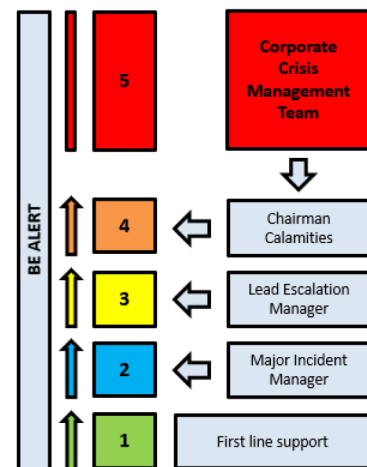 BE ALERT
5
Corporate
Crisis
Management
Team
4
Chairman
Calamities
3
Lead Escalation
Manager
2
Major Incident
Manager
1
First line support